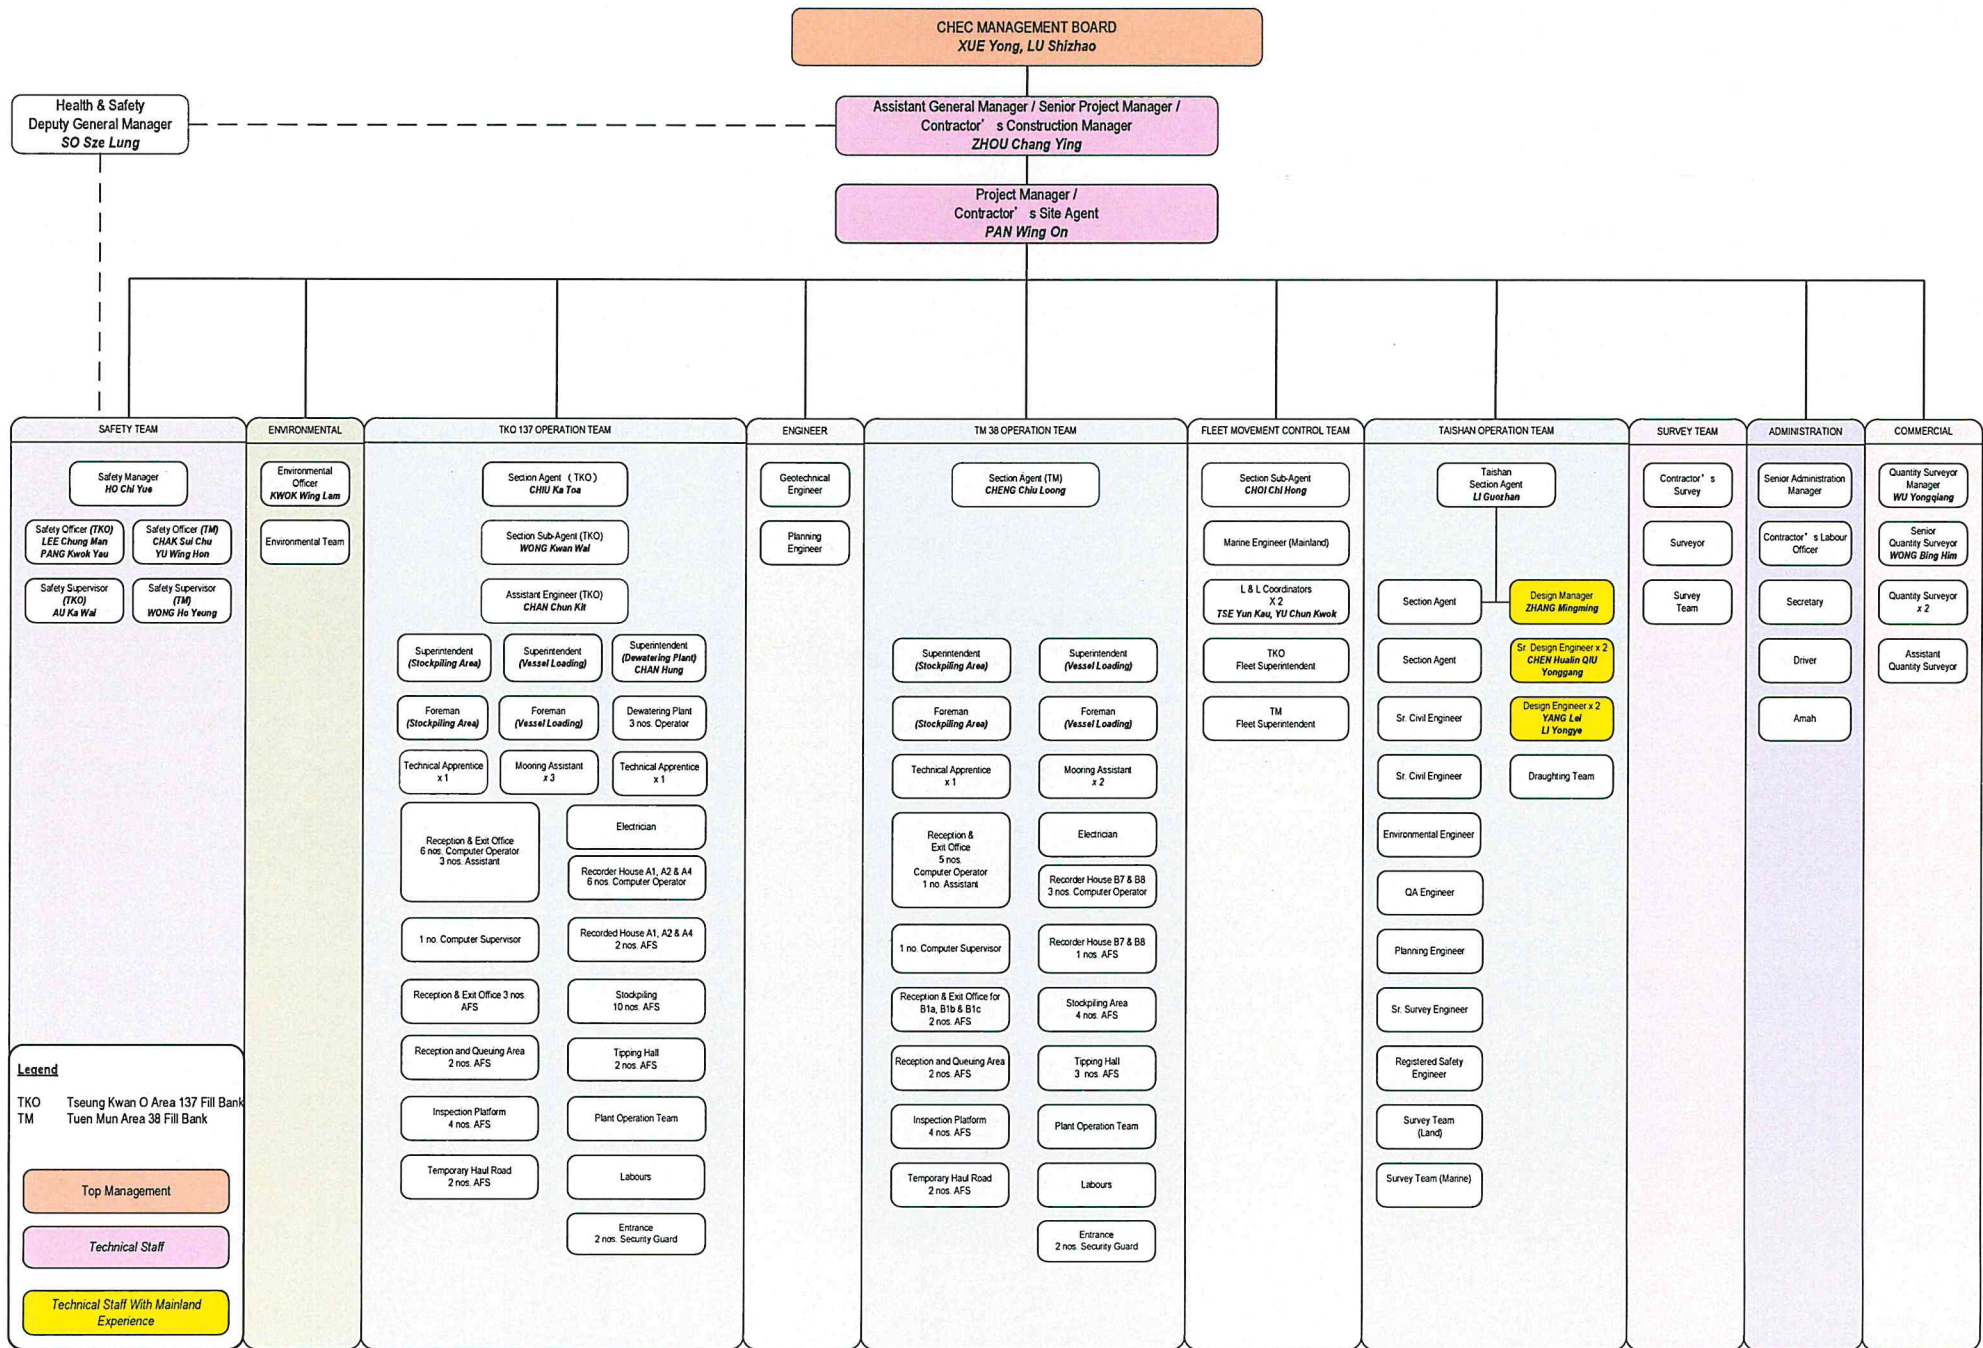 CHEC MANAGEMENT BOARD
XUE Yong, LU Shizhao
Health & Safety
Deputy General Manager
SO Sze Lung
Assistant General Manager / Senior Project Manager /
Contractor' s Construction Manager
ZHOU Chang Ying
Project Manager /
Contractor' s Site Agent
PAN Wing On
SAFETY TEAM
Safety Manager
HO Chi Yue
Safety Officer (TKO)
LEE Chung Man
PANG Kwok Yau
Safety Officer (TM)
CHAK Sui Chu
YU Wing Hon
Safety Supervisor
(TKO)
AU Ka Wai
Safety Supervisor
(TM)
WONG Ho Yeung
Legend
TKO Tseung Kwan O Area 137 Fill Bank
TM Tuen Mun Area 38 Fill Bank
Top Management
Technical Staff
Technical Staff With Mainland
Experience
ENVIRONMENTAL
Environmental
Officer
KWOK Wing Lam
Environmental Team
TKO 137 OPERATION TEAM
Section Agent (TKO)
CHIU Ka Toa
Section Sub-Agent (TKO)
WONG Kwan Wai
Assistant Engineer (TKO)
CHAN Chun Kit
Superintendent
(Stockpiling Area)
Superintendent
(Vessel Loading)
Superintendent
(Dewatering Plant)
CHAN Hung
Foreman
(Stockpiling Area)
Foreman
(Vessel Loading)
Dewatering Plant
3 nos. Operator
Technical Apprentice
x 1
Mooring Assistant
x 3
Technical Apprentice
x 1
Reception & Exit Office
6 nos. Computer Operator
3 nos. Assistant
Electrician
Recorder House A1, A2 & A4
6 nos. Computer Operator
1 no. Computer Supervisor
Recorded House A1, A2 & A4
2 nos. AFS
Reception & Exit Office 3 nos.
AFS
Stockpiling
10 nos. AFS
Reception and Queuing Area
2 nos. AFS
Tipping Hall
2 nos. AFS
Inspection Platform
4 nos. AFS
Plant Operation Team
Temporary Haul Road
2 nos. AFS
Labours
Entrance
2 nos. Security Guard
ENGINEER
Geotechnical
Engineer
Planning
Engineer
TM 38 OPERATION TEAM
Section Agent (TM)
CHENG Chiu Loong
Superintendent
(Stockpiling Area)
Superintendent
(Vessel Loading)
Foreman
(Stockpiling Area)
Foreman
(Vessel Loading)
Technical Apprentice
x 1
Mooring Assistant
x 2
Reception &
Exit Office
5 nos.
Computer Operator
1 no. Assistant
Electrician
Recorder House B7 & B8
3 nos. Computer Operator
1 no. Computer Supervisor
Recorder House B7 & B8
1 nos. AFS
Reception & Exit Office for
B1a, B1b & B1c
2 nos. AFS
Stockpiling Area
4 nos. AFS
Reception and Queuing Area
2 nos. AFS
Tipping Hall
3 nos. AFS
Inspection Platform
4 nos. AFS
Plant Operation Team
Temporary Haul Road
2 nos. AFS
Labours
Entrance
2 nos. Security Guard
FLEET MOVEMENT CONTROL TEAM
Section Sub-Agent
CHOI Chi Hong
Marine Engineer (Mainland)
L & L Coordinators
X 2
TSE Yun Kau, YU Chun Kwok
TKO
Fleet Superintendent
TM
Fleet Superintendent
TAISHAN OPERATION TEAM
Taishan
Section Agent
LI Guozhan
Section Agent
Design Manager
ZHANG Mingming
Section Agent
Sr. Design Engineer x 2
CHEN Hualin QIU
Yonggang
Sr. Civil Engineer
Design Engineer x 2
YANG Lei
LI Yongye
Sr. Civil Engineer
Draughting Team
Environmental Engineer
QA Engineer
Planning Engineer
Sr. Survey Engineer
Registered Safety
Engineer
Survey Team
(Land)
Survey Team (Marine)
SURVEY TEAM
Contractor' s
Survey
Surveyor
Survey
Team
ADMINISTRATION
Senior Administration
Manager
Contractor' s Labour
Officer
Secretary
Driver
Amah
COMMERCIAL
Quantity Surveyor
Manager
WU Yongqiang
Senior
Quantity Surveyor
WONG Bing Him
Quantity Surveyor
x 2
Assistant
Quantity Surveyor